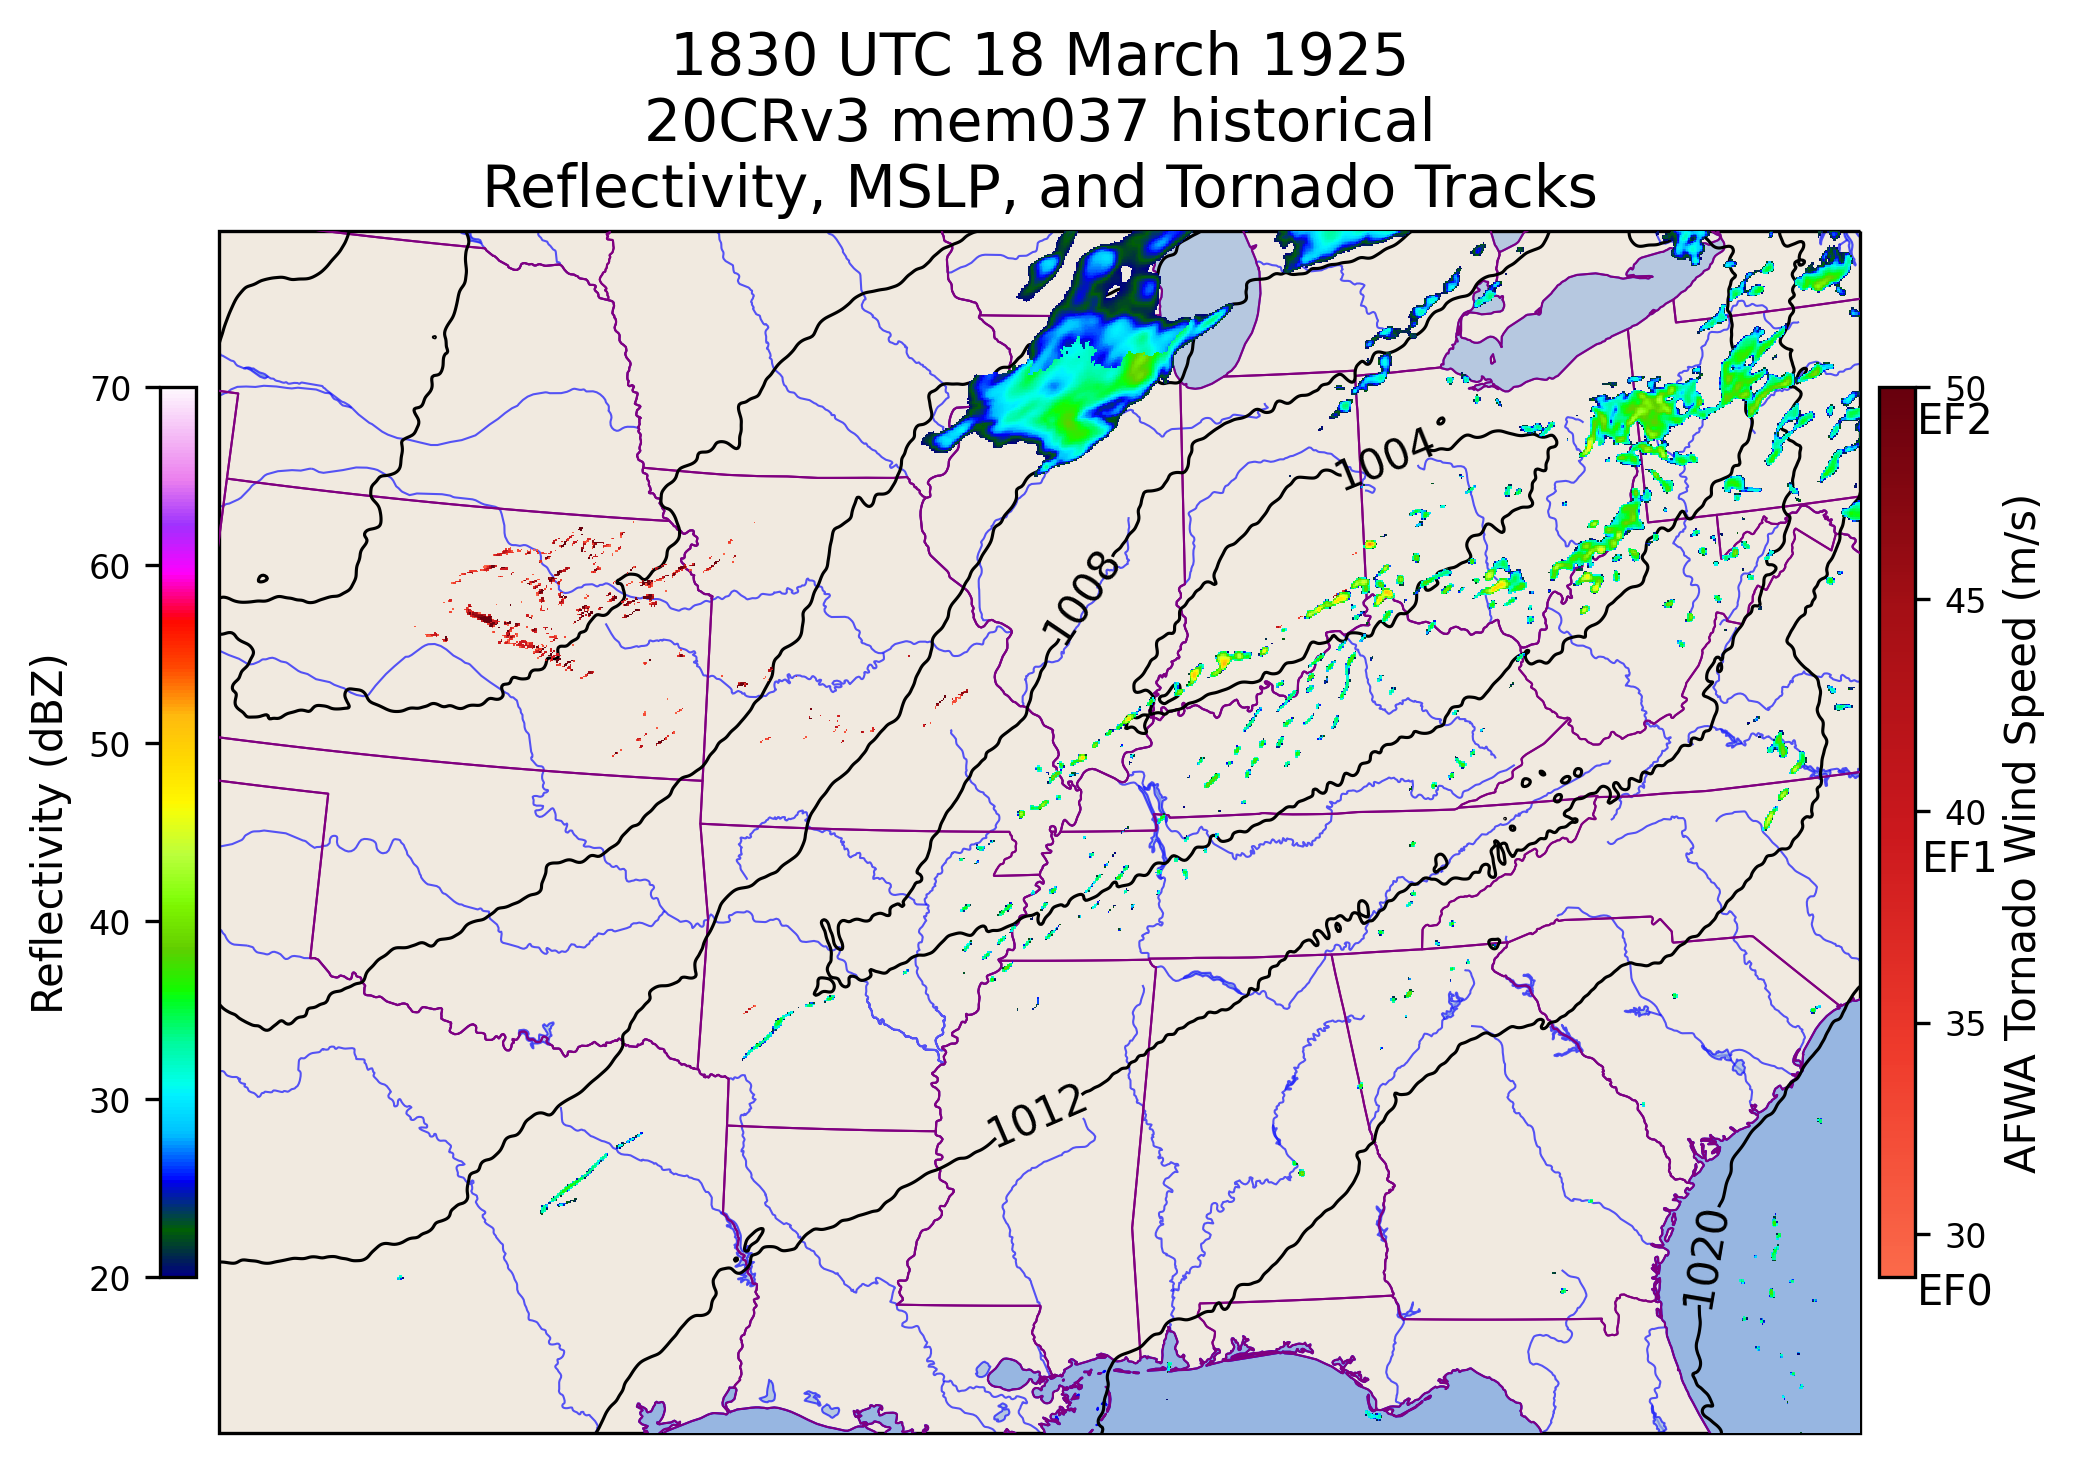 1830 UTC 18 March 1925
20CRv3 mem037 historical
Reflectivity, MSLP, and Tornado Tracks
70
60
50
40
30
20
Reflectivity (dBZ)
1004
1008
1012
1020
50
EF2
45
40
EF1
35
30
EF0
AFWA Tornado Wind Speed (m/s)